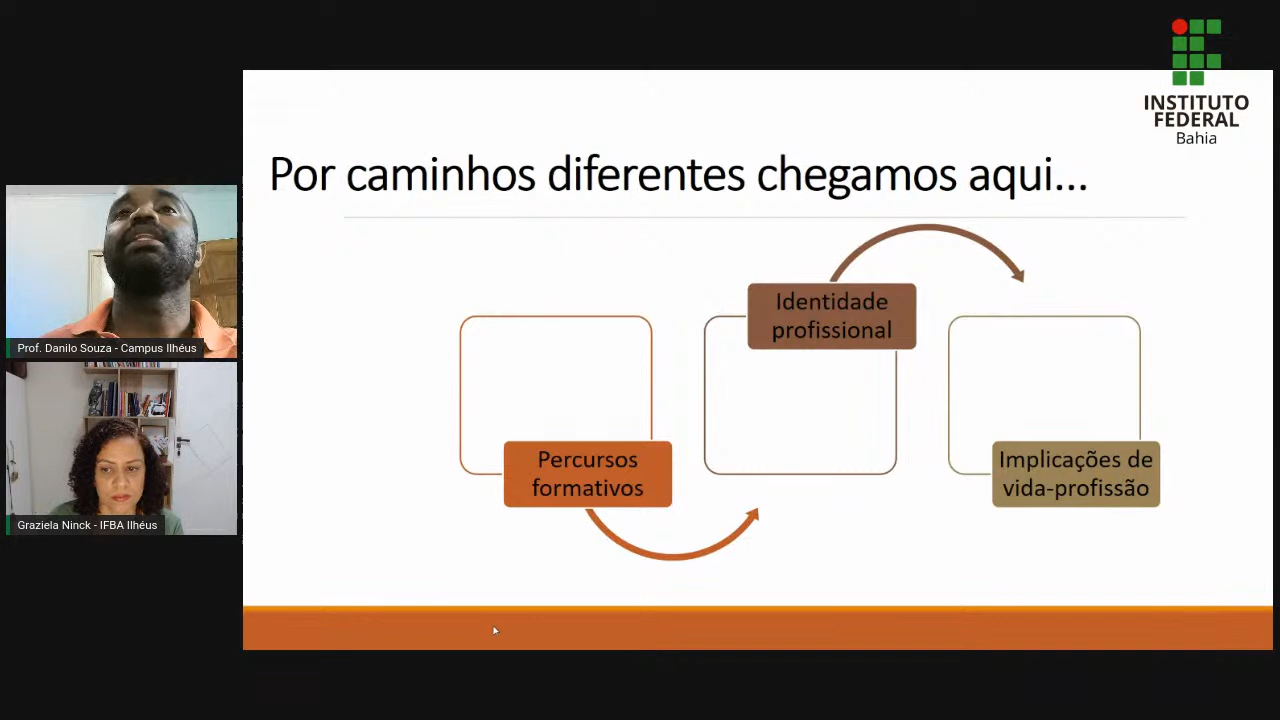 INSTITUTO
FEDERAL
Bahia
Por caminhos diferentes chegamos aqui...
Identidade
profissional
Percursos
formativos
Implicações de
vida-profissão
Prof. Danilo Souza - Campus Ilhéus
Graziela Ninck - IFBA Ilhéus